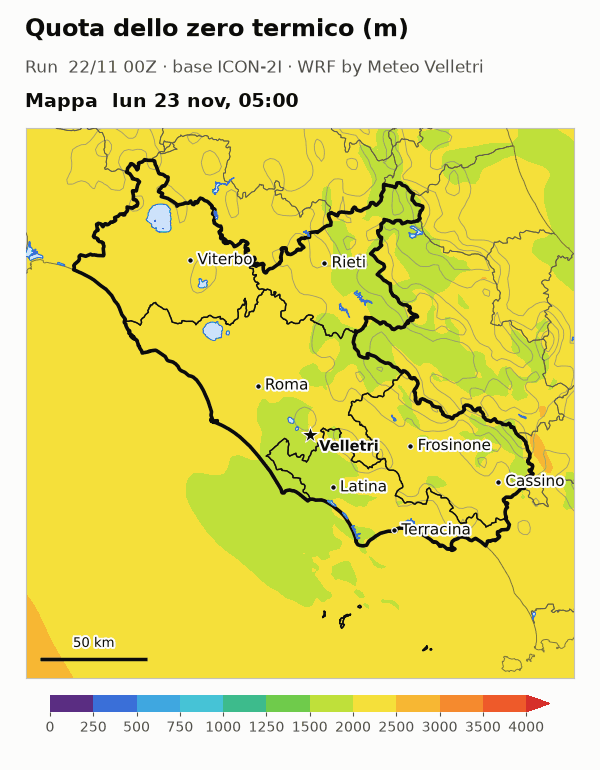 Quota dello zero termico (m)
Run 22/11 00Z · base ICON-2I · WRF by Meteo Velletri
Mappa lun 23 nov, 05:00
Viterbo
Rieti
Roma
Velletri
Frosinone
Latina
Cassino
Terracina
50 km
0 250 500 750 1000 1250 1500 2000 2500 3000 3500 4000